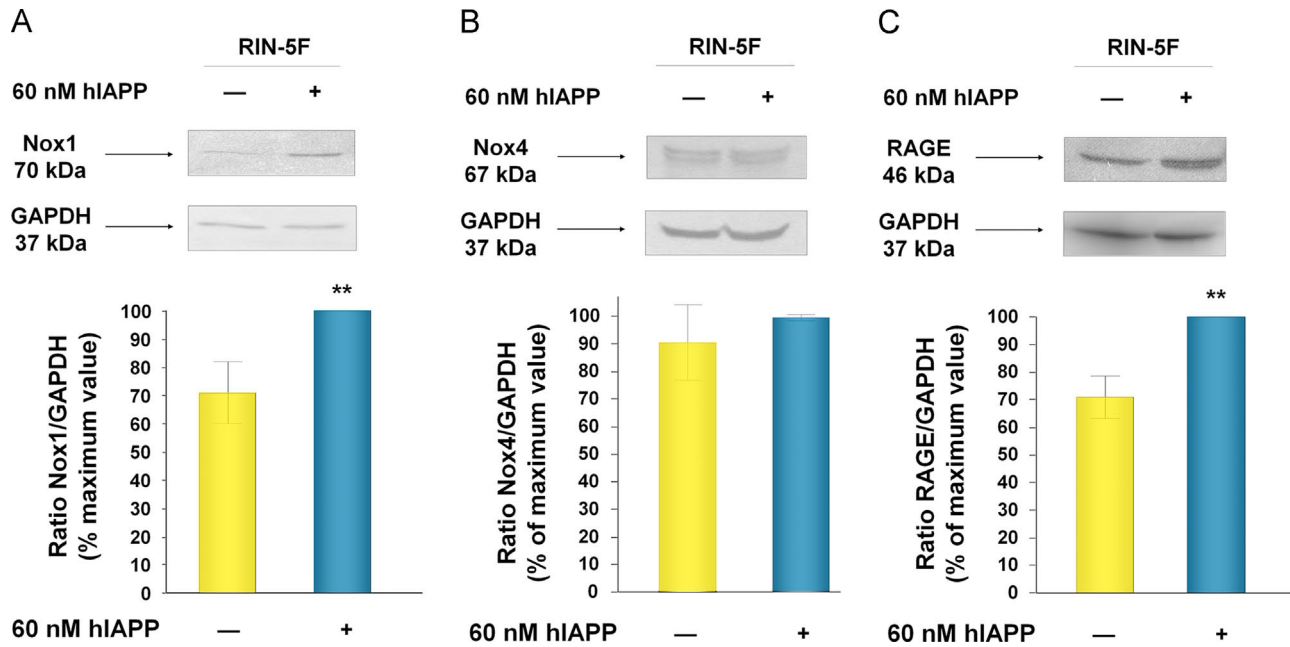 A
RIN-5F
60 nM hIAPP — +
Nox1
70 kDa
GAPDH
37 kDa
**
100
90
80
70
60
50
40
30
20
10
0
Ratio Nox1/GAPDH
(% maximum value)
60 nM hIAPP — +
B
RIN-5F
60 nM hIAPP — +
Nox4
67 kDa
GAPDH
37 kDa
100
90
80
70
60
50
40
30
20
10
0
Ratio Nox4/GAPDH
(% of maximum value)
— +
C
RIN-5F
60 nM hIAPP — +
RAGE
46 kDa
GAPDH
37 kDa
**
100
90
80
70
60
50
40
30
20
10
0
Ratio RAGE/GAPDH
(% of maximum value)
60 nM hIAPP — +